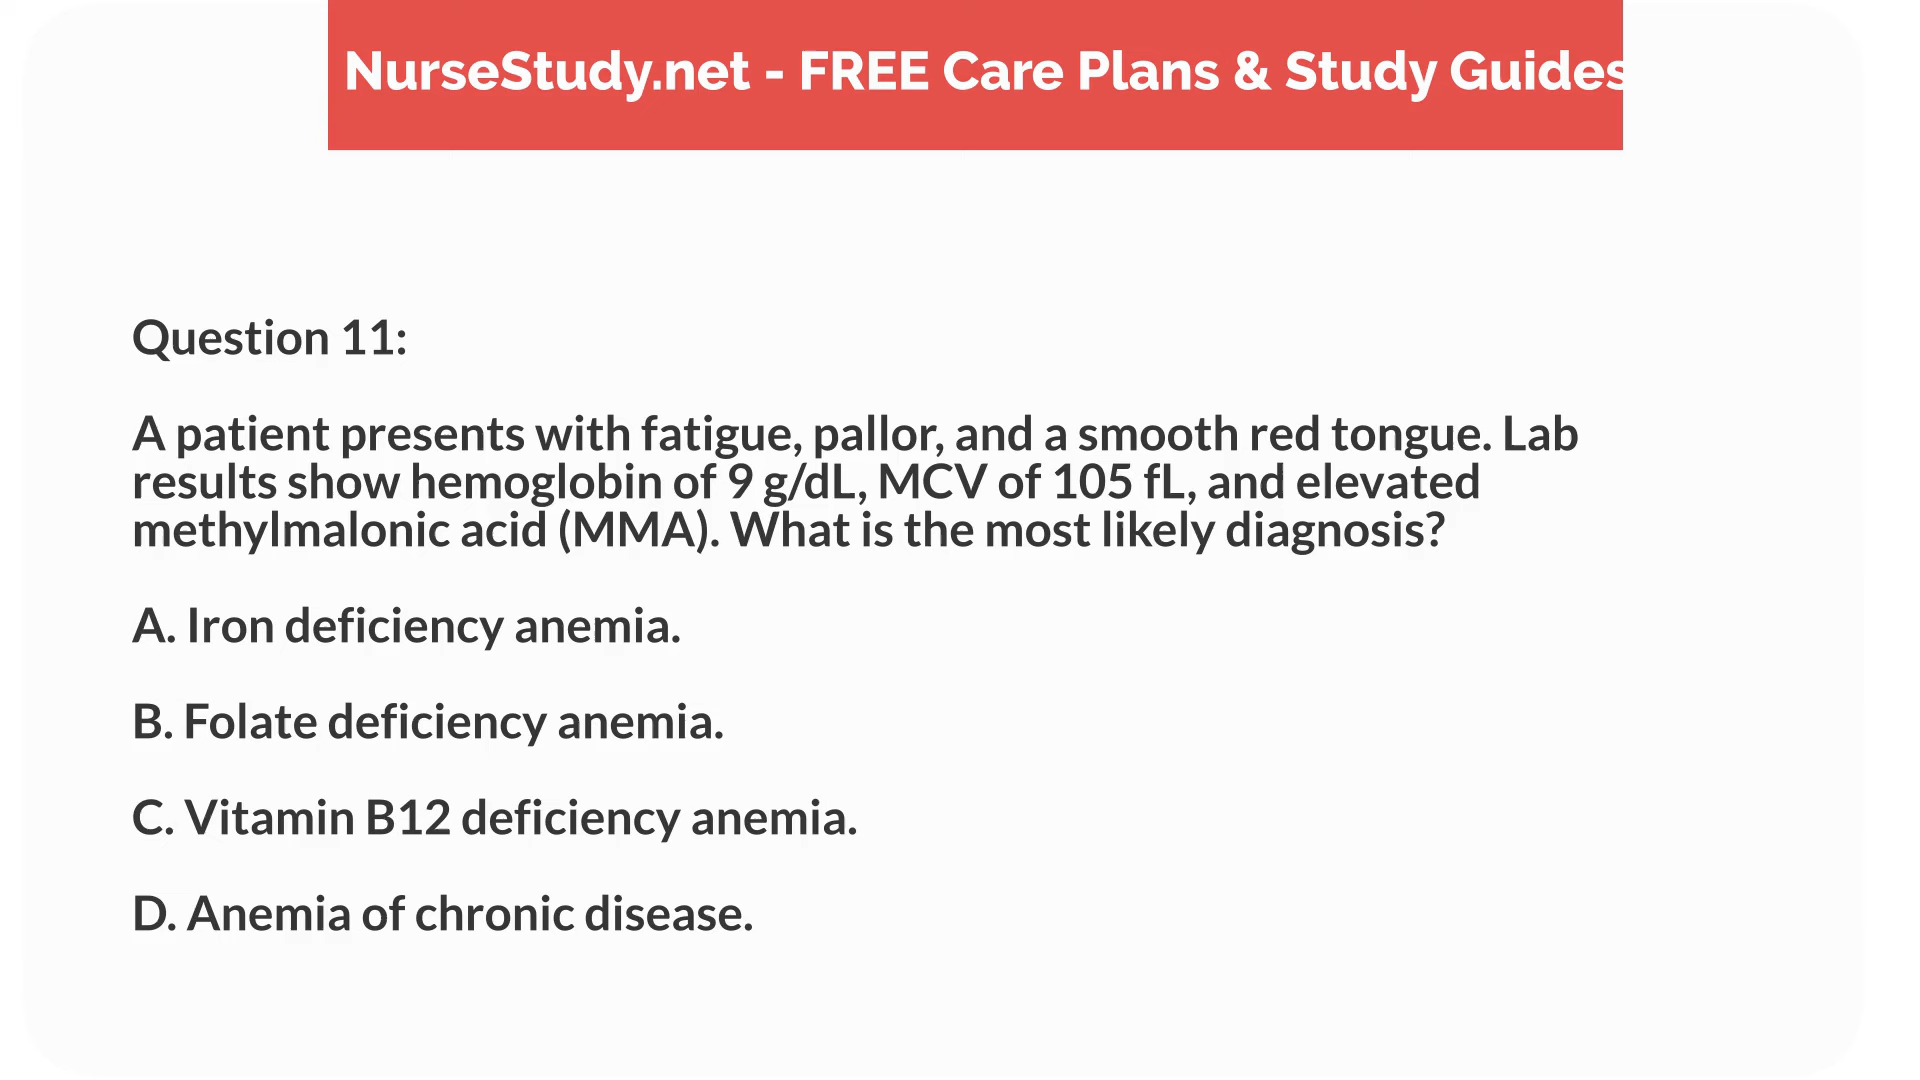 NurseStudy.net - FREE Care Plans & Study Guides
Question 11:
A patient presents with fatigue, pallor, and a smooth red tongue. Lab
results show hemoglobin of 9 g/dL, MCV of 105 fL, and elevated
methylmalonic acid (MMA). What is the most likely diagnosis?
A. Iron deficiency anemia.
B. Folate deficiency anemia.
C. Vitamin B12 deficiency anemia.
D. Anemia of chronic disease.